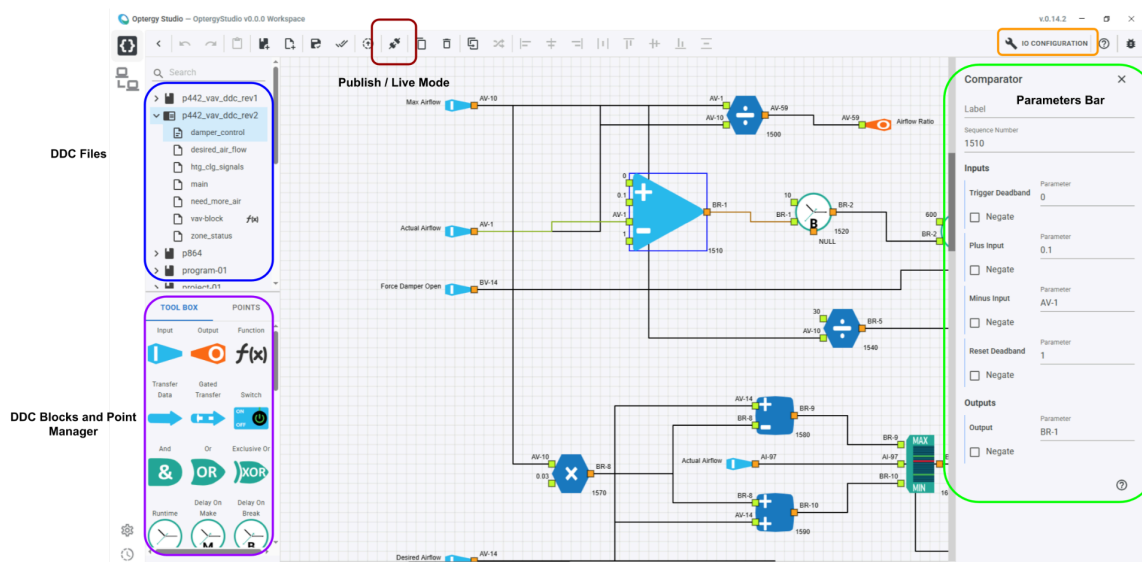 Optergy Studio — OptergyStudio v0.0.0 Workspace
v.0.14.2
IO CONFIGURATION
Search
Publish / Live Mode
DDC Files
p442_vav_ddc_rev1
p442_vav_ddc_rev2
damper_control
desired_air_flow
htg_clg_signals
main
need_more_air
vav-block f(x)
zone_status
p864
program-01
project-01
TOOL BOX POINTS
Input Output Function
f(x)
Transfer Data Gated Transfer Switch
ON
OFF
DDC Blocks and Point Manager
And Or Exclusive Or
& OR XOR
Runtime Delay On Make Delay On Break
M B
Max Airflow AV-10
AV-1
AV-10
AV-59
1500
AV-59 Airflow Ratio
0
0.1
AV-1
1
BR-1
1510
Actual Airflow AV-1
10
BR-1
BR-2
B
1520
NULL
600
BR-2
Force Damper Open BV-14
30
AV-10
BR-5
1540
AV-14
BR-8
BR-9
1580
AV-10
0.03
BR-8
1570
Actual Airflow AI-97
BR-9
AI-97
BR-10
MAX
MIN
BR-8
AV-14
BR-10
1590
Desired Airflow AV-14
Comparator
Parameters Bar
Label
Sequence Number
1510
Inputs
Trigger Deadband
Parameter
0
Negate
Plus Input
Parameter
0.1
Negate
Minus Input
Parameter
AV-1
Negate
Reset Deadband
Parameter
1
Negate
Outputs
Output
Parameter
BR-1
Negate